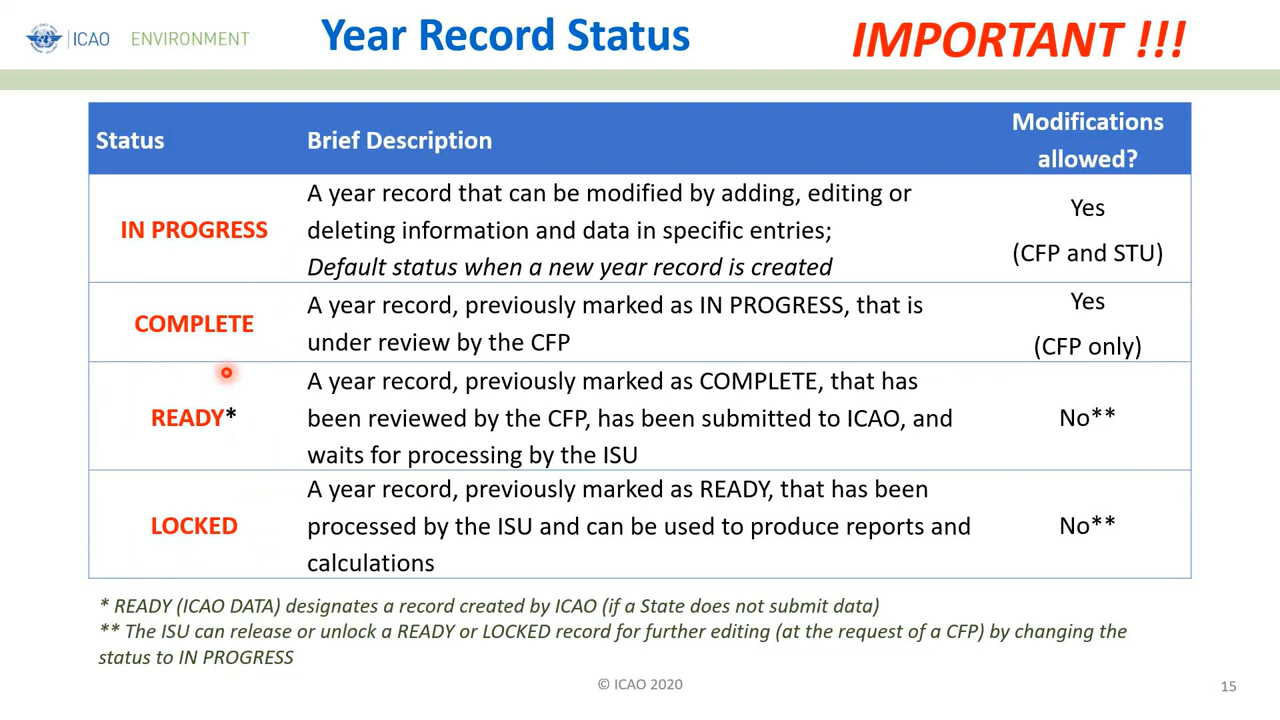 ICAO ENVIRONMENT
Year Record Status
IMPORTANT !!!
Status
Brief Description
Modifications
allowed?
IN PROGRESS
A year record that can be modified by adding, editing or
deleting information and data in specific entries;
Default status when a new year record is created
Yes
(CFP and STU)
COMPLETE
A year record, previously marked as IN PROGRESS, that is
under review by the CFP
Yes
(CFP only)
READY*
A year record, previously marked as COMPLETE, that has
been reviewed by the CFP, has been submitted to ICAO, and
waits for processing by the ISU
No**
LOCKED
A year record, previously marked as READY, that has been
processed by the ISU and can be used to produce reports and
calculations
No**
* READY (ICAO DATA) designates a record created by ICAO (if a State does not submit data)
** The ISU can release or unlock a READY or LOCKED record for further editing (at the request of a CFP) by changing the
status to IN PROGRESS
© ICAO 2020
15